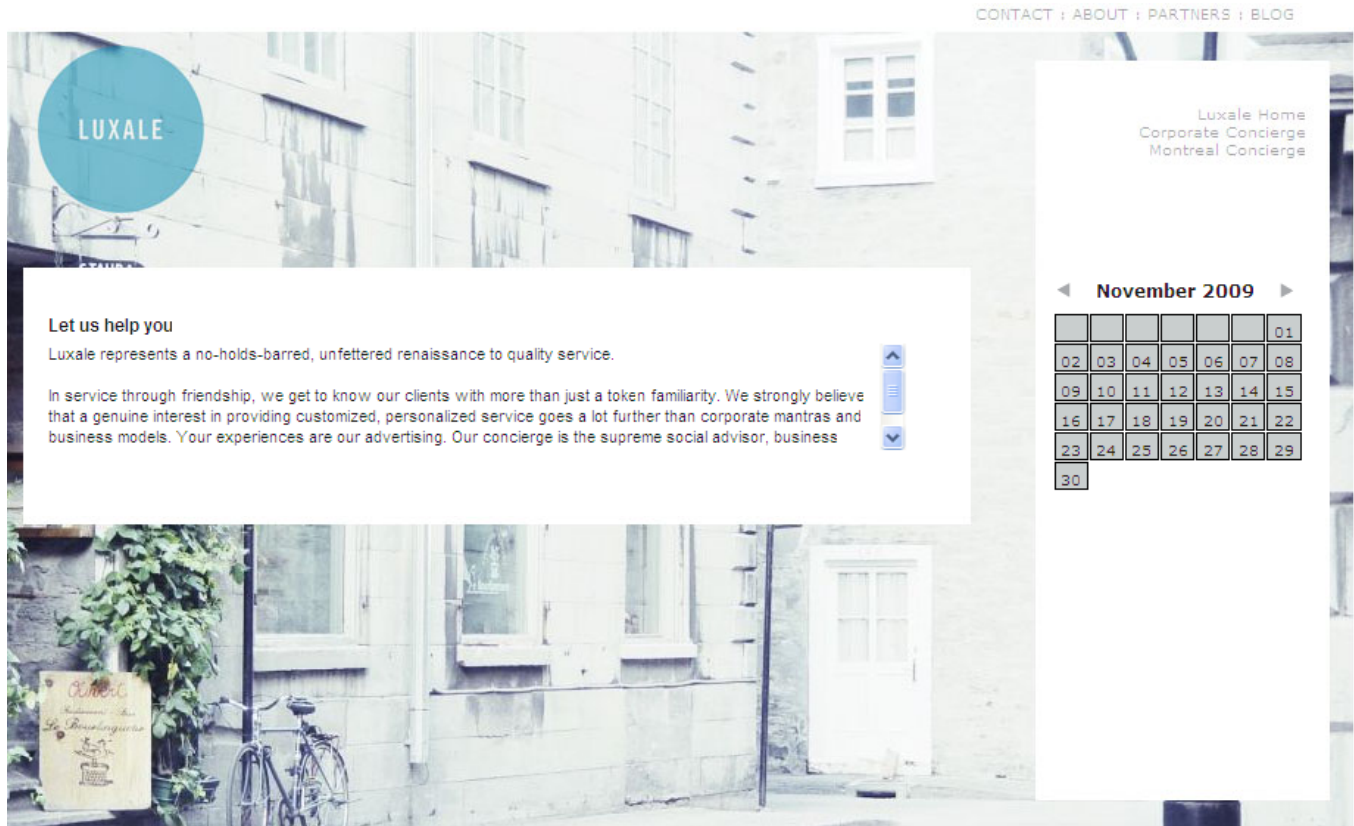 CONTACT : ABOUT : PARTNERS : BLOG
LUXALE
Luxale Home
Corporate Concierge
Montreal Concierge
Let us help you
Luxale represents a no-holds-barred, unfettered renaissance to quality service.
In service through friendship, we get to know our clients with more than just a token familiarity. We strongly believe
that a genuine interest in providing customized, personalized service goes a lot further than corporate mantras and
business models. Your experiences are our advertising. Our concierge is the supreme social advisor, business
November 2009
01
02 03 04 05 06 07 08
09 10 11 12 13 14 15
16 17 18 19 20 21 22
23 24 25 26 27 28 29
30
Ouvert
Restaurant - Bar